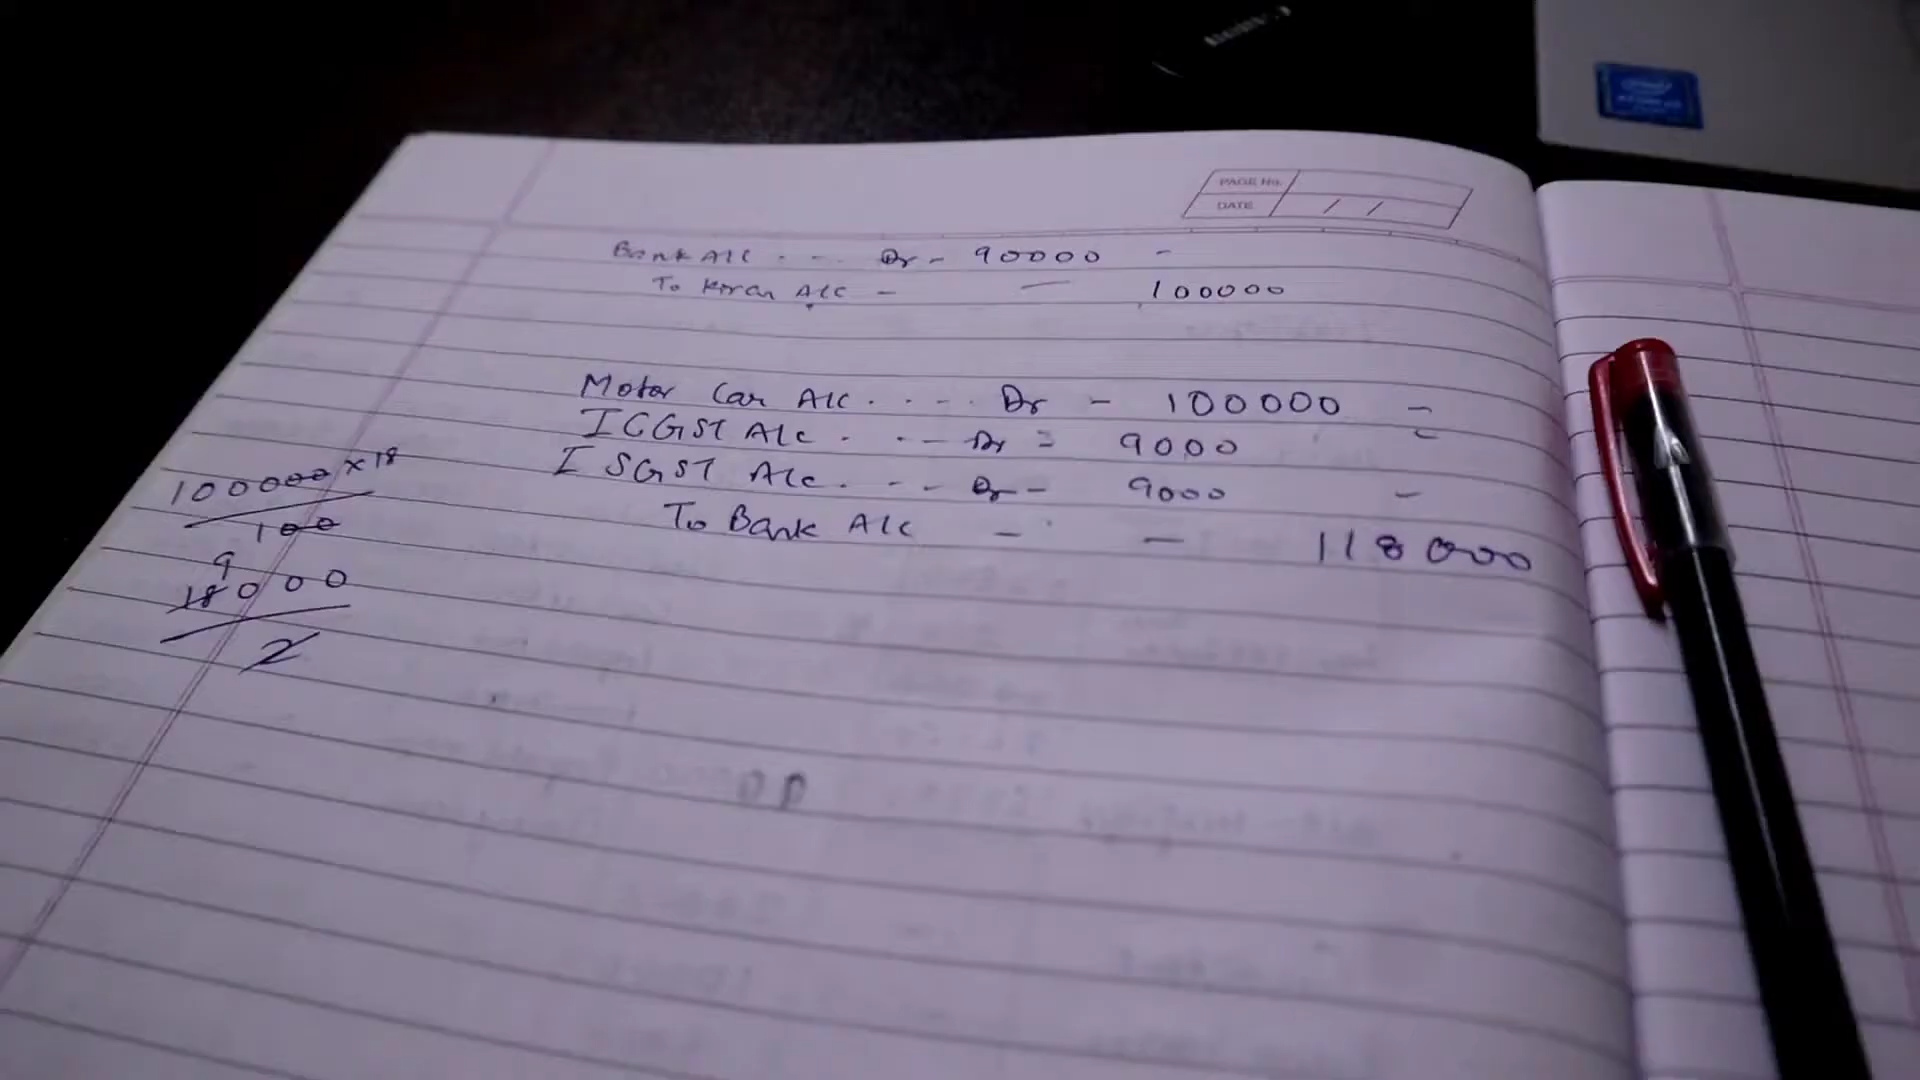 PAGE No.
DATE / /
Bank A/c - - - Dr - 90000 -
To Kiran A/c - — 100000
Motor Car A/c . - - - Dr - 100000 -
ICGST A/c . - - Dr = 9000 -
ISGST A/c . - - Dr - 9000 -
To Bank A/c - - 118000
100000 x 18
100
9
18000
2
intel